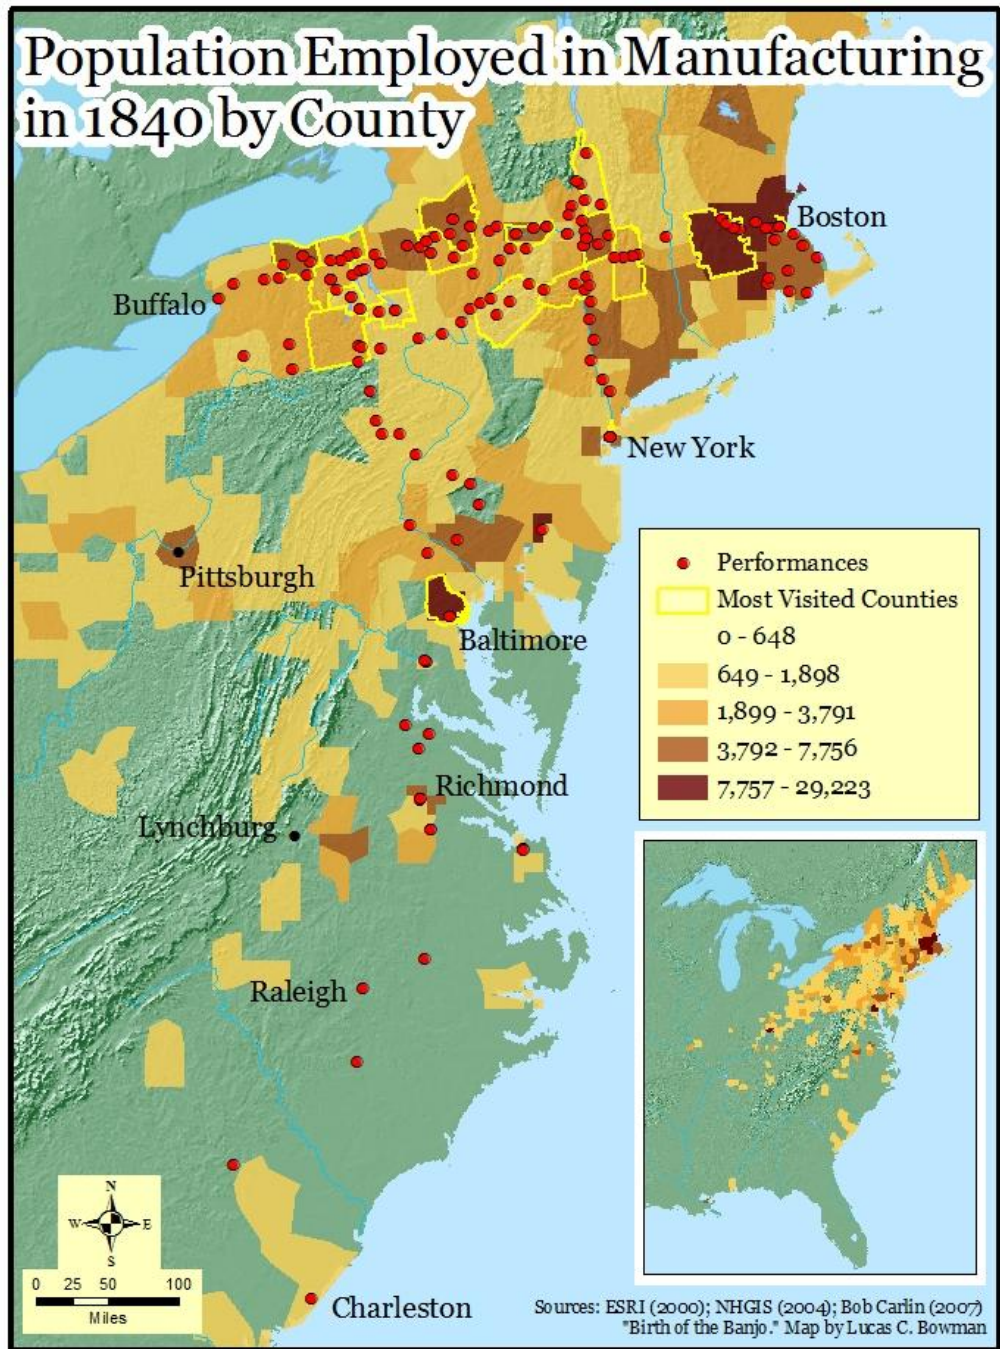 Population Employed in Manufacturing
in 1840 by County
Boston
Buffalo
New York
Pittsburgh
Baltimore
Richmond
Lynchburg
Raleigh
Charleston
Performances
Most Visited Counties
0 - 648
649 - 1,898
1,899 - 3,791
3,792 - 7,756
7,757 - 29,223
N
W E
S
0 25 50 100
Miles
Sources: ESRI (2000); NHGIS (2004); Bob Carlin (2007)
"Birth of the Banjo." Map by Lucas C. Bowman